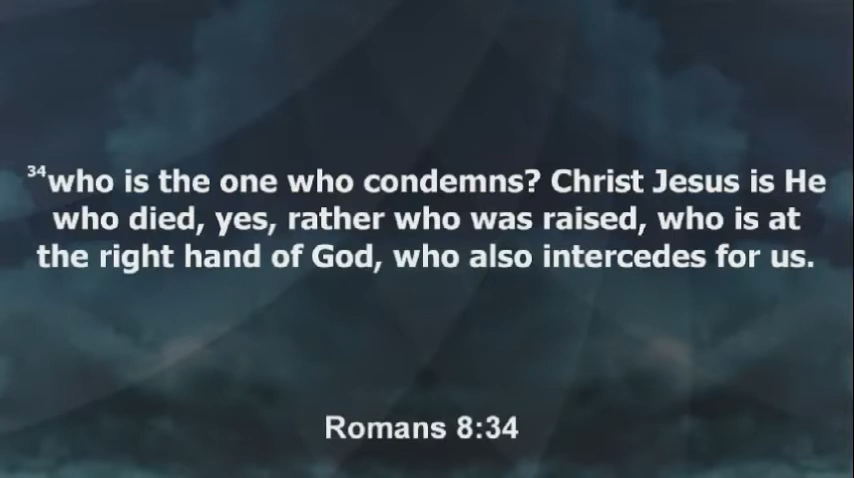 ³⁴who is the one who condemns? Christ Jesus is He
who died, yes, rather who was raised, who is at
the right hand of God, who also intercedes for us.
Romans 8:34